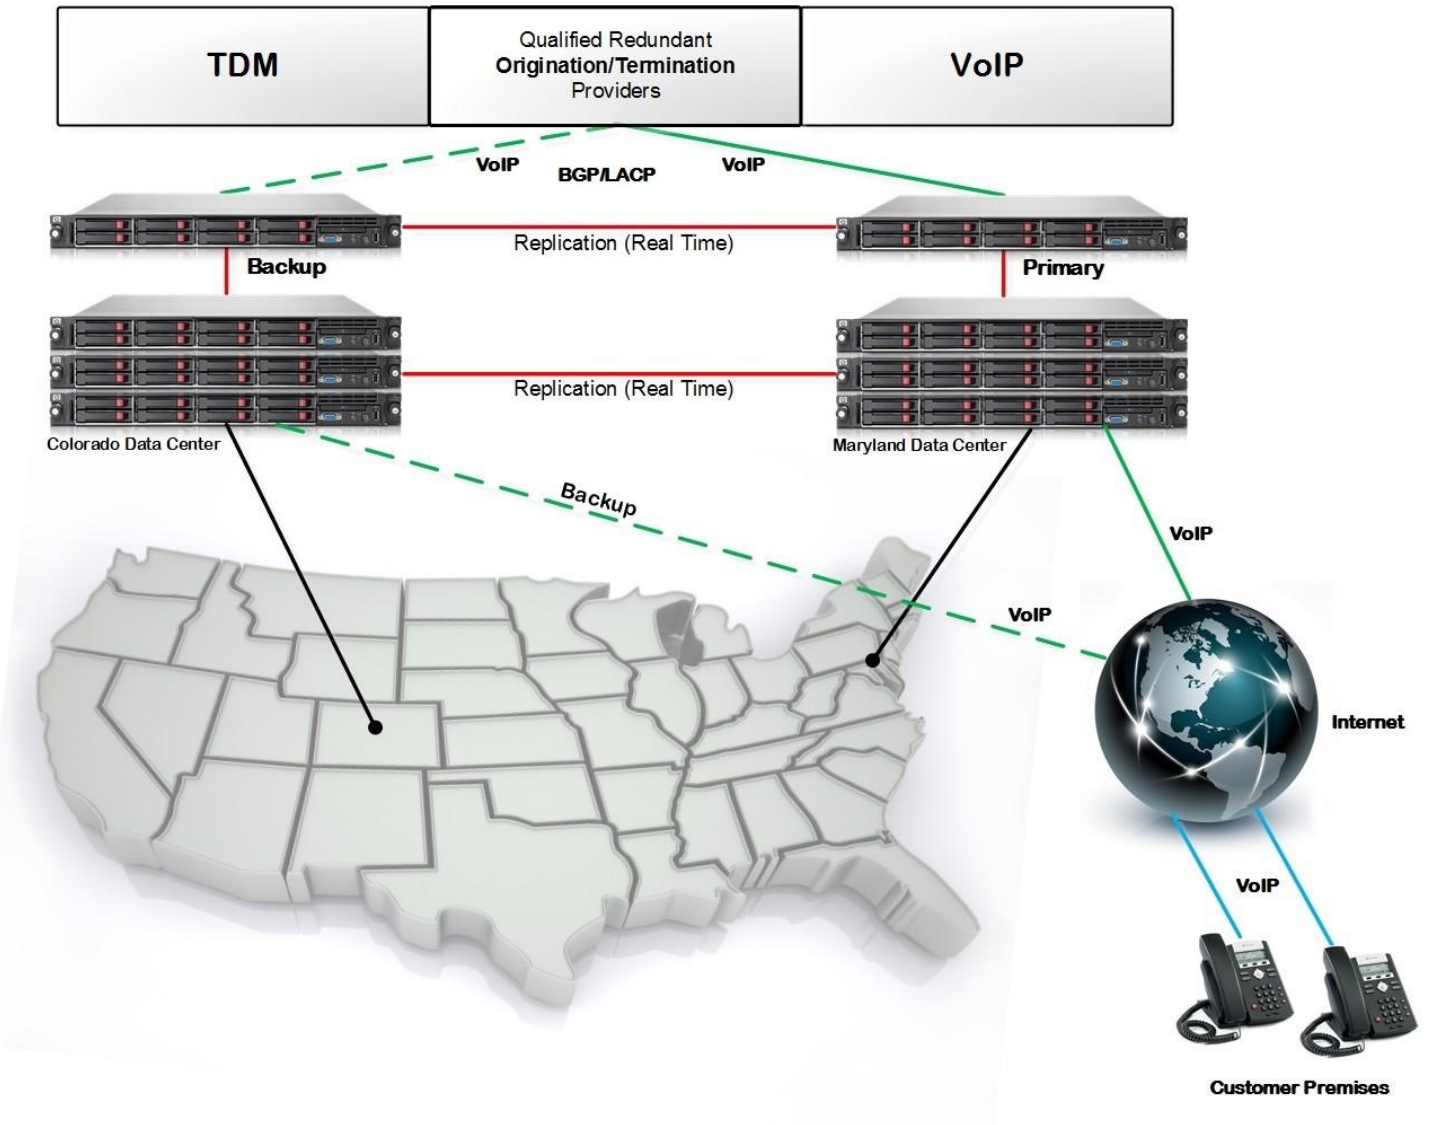 TDM
Qualified Redundant
Origination/Termination
Providers
VoIP
VoIP
BGP/LACP
VoIP
Replication (Real Time)
Backup
Primary
Replication (Real Time)
Colorado Data Center
Maryland Data Center
Backup
VoIP
VoIP
Internet
VoIP
Customer Premises